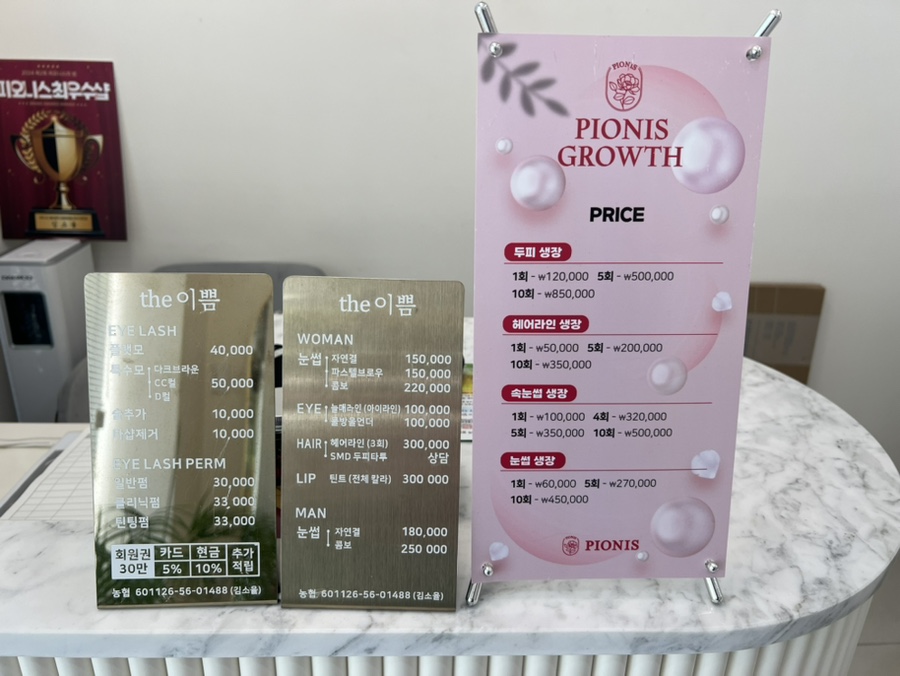 피오니스최우수샵
the 이쁨
EYE LASH
40,000
다크브라운
CC컬 50,000
D컬
10,000
10,000
EYE LASH PERM
일반펌 30,000
클리닉펌 33,000
틴팅펌 33,000
회원권 카드 현금 추가
30만 5% 10% 적립
농협 601126-56-01488 (김소율)
the 이쁨
WOMAN
눈썹 자연결 150,000
파스텔브로우 150,000
콤보 220,000
EYE 늘매라인 (아이라인) 100,000
물방울언더 100,000
HAIR 헤어라인 (3회) 300,000
SMD 두피타투 상담
LIP 틴트 (전체 칼라) 300 000
MAN
눈썹 자연결 180,000
콤보 250 000
농협 601126-56-01488 (김소율)
PIONIS
PIONIS
GROWTH
PRICE
두피 생장
1회 - ₩120,000 5회 - ₩500,000
10회 - ₩850,000
헤어라인 생장
1회 - ₩50,000 5회 - ₩200,000
10회 - ₩350,000
속눈썹 생장
1회 - ₩100,000 4회 - ₩320,000
5회 - ₩350,000 10회 - ₩500,000
눈썹 생장
1회 - ₩60,000 5회 - ₩270,000
10회 - ₩450,000
PIONIS